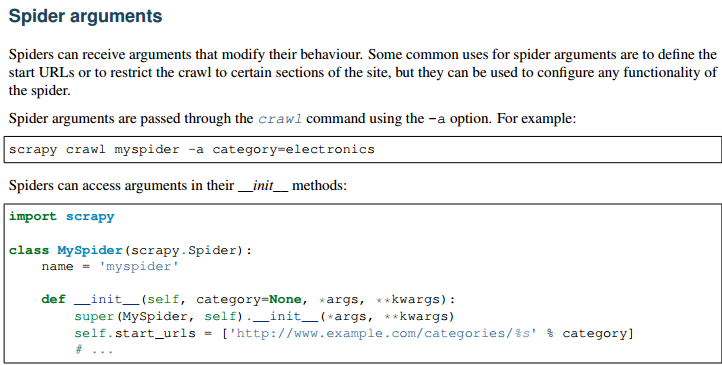 Spider arguments
Spiders can receive arguments that modify their behaviour. Some common uses for spider arguments are to define the
start URLs or to restrict the crawl to certain sections of the site, but they can be used to configure any functionality of
the spider.
Spider arguments are passed through the crawl command using the -a option. For example:
scrapy crawl myspider -a category=electronics
Spiders can access arguments in their __init__ methods:
import scrapy
class MySpider(scrapy.Spider):
    name = 'myspider'
    def __init__(self, category=None, *args, **kwargs):
        super(MySpider, self).__init__(*args, **kwargs)
        self.start_urls = ['http://www.example.com/categories/%s' % category]
        # ...